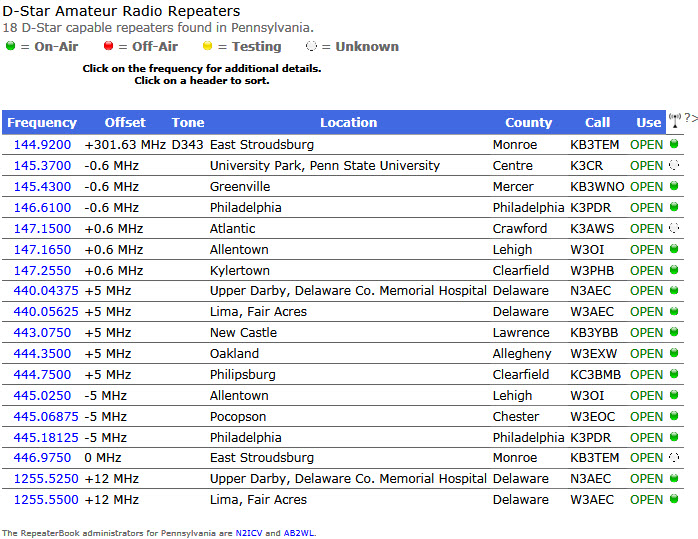 D-Star Amateur Radio Repeaters
18 D-Star capable repeaters found in Pennsylvania.
= On-Air = Off-Air = Testing = Unknown
Click on the frequency for additional details.
Click on a header to sort.
Frequency Offset Tone Location County Call Use ?>
144.9200 +301.63 MHz D343 East Stroudsburg Monroe KB3TEM OPEN
145.3700 -0.6 MHz University Park, Penn State University Centre K3CR OPEN
145.4300 -0.6 MHz Greenville Mercer KB3WNO OPEN
146.6100 -0.6 MHz Philadelphia Philadelphia K3PDR OPEN
147.1500 +0.6 MHz Atlantic Crawford K3AWS OPEN
147.1650 +0.6 MHz Allentown Lehigh W3OI OPEN
147.2550 +0.6 MHz Kylertown Clearfield W3PHB OPEN
440.04375 +5 MHz Upper Darby, Delaware Co. Memorial Hospital Delaware N3AEC OPEN
440.05625 +5 MHz Lima, Fair Acres Delaware W3AEC OPEN
443.0750 +5 MHz New Castle Lawrence KB3YBB OPEN
444.3500 +5 MHz Oakland Allegheny W3EXW OPEN
444.7500 +5 MHz Philipsburg Clearfield KC3BMB OPEN
445.0250 -5 MHz Allentown Lehigh W3OI OPEN
445.06875 -5 MHz Pocopson Chester W3EOC OPEN
445.18125 -5 MHz Philadelphia Philadelphia K3PDR OPEN
446.9750 0 MHz East Stroudsburg Monroe KB3TEM OPEN
1255.5250 +12 MHz Upper Darby, Delaware Co. Memorial Hospital Delaware N3AEC OPEN
1255.5500 +12 MHz Lima, Fair Acres Delaware W3AEC OPEN
The RepeaterBook administrators for Pennsylvania are N2ICV and AB2WL.